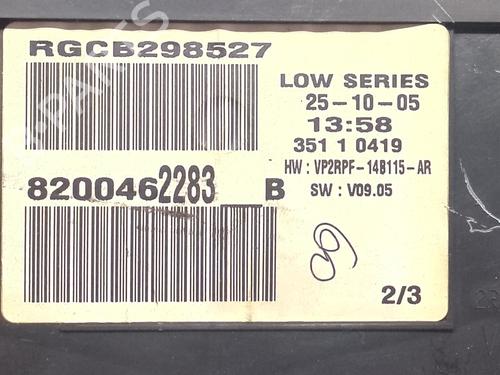 RGCB298527
LOW SERIES
25-10-05
13:58
351 1 0419
HW : VP2RPF-14B115-AR
SW : V09.05
8200462283__B
2/3